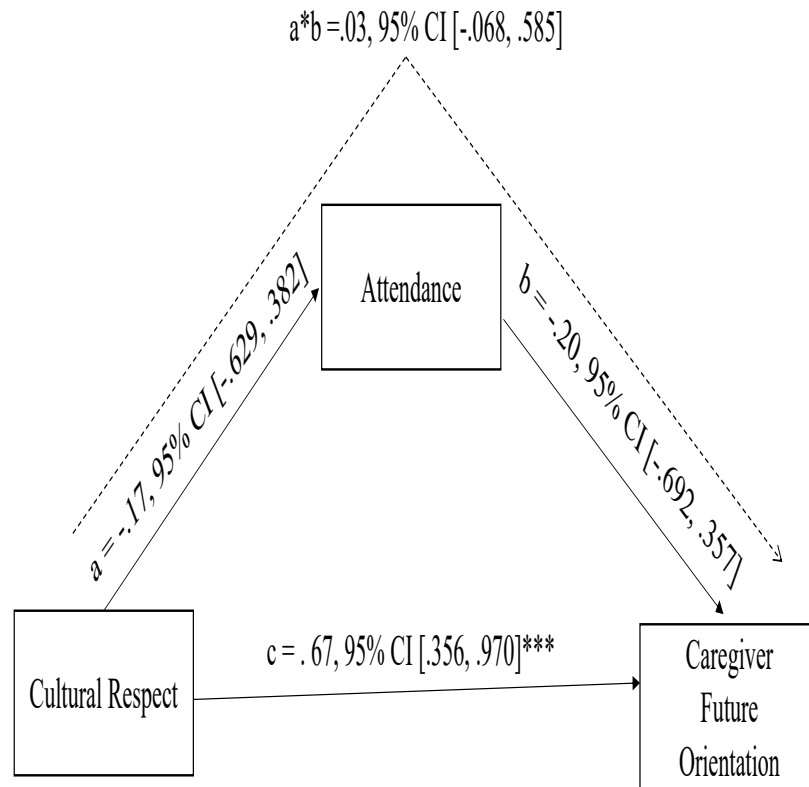 a*b =.03, 95% CI [-.068, .585]
Attendance
a = -.17, 95% CI [-.629, .382]
b = -.20, 95% CI [-.692, .357]
c = . 67, 95% CI [.356, .970]***
Cultural Respect
Caregiver
Future
Orientation